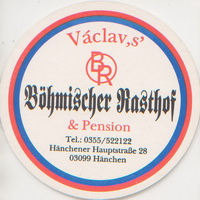 Václav,s'
BR
Böhmischer Rasthof
& Pension
Tel.: 0355/522122
Hänchener Hauptstraße 28
03099 Hänchen